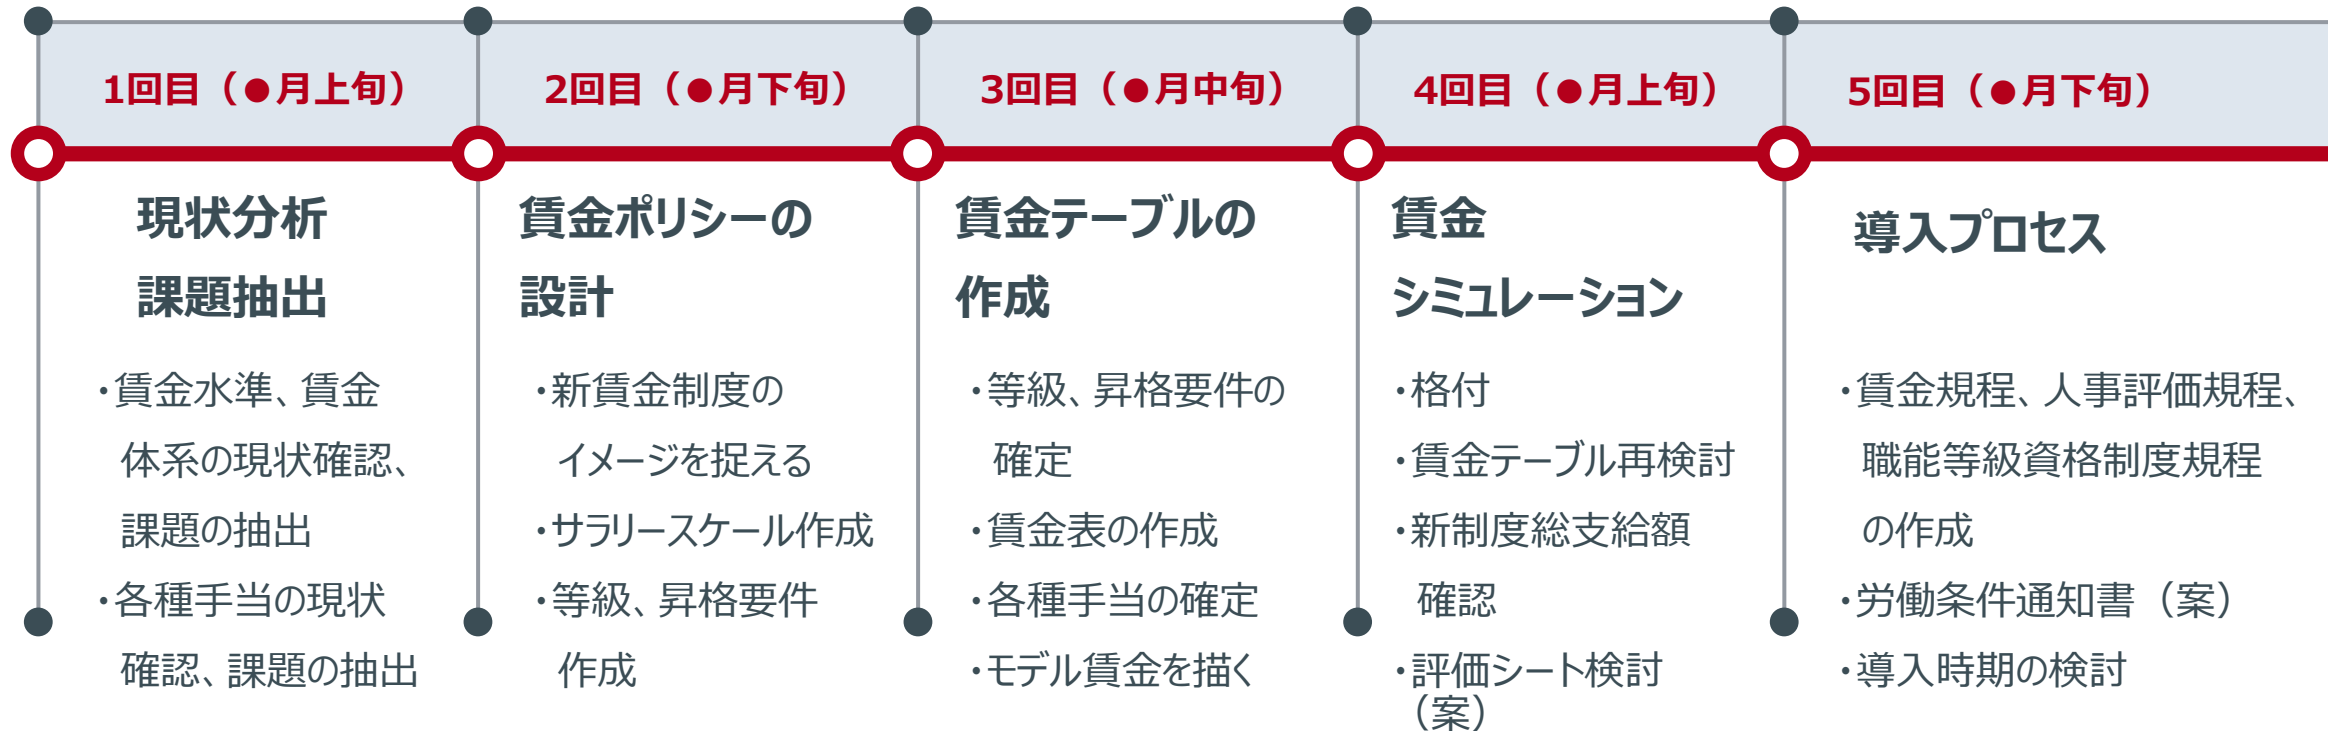 1回目（●月上旬）
現状分析
課題抽出
・賃金水準、賃金
体系の現状確認、
課題の抽出
・各種手当の現状
確認、課題の抽出
2回目（●月下旬）
賃金ポリシーの
設計
・新賃金制度の
イメージを捉える
・サラリースケール作成
・等級、昇格要件
作成
3回目（●月中旬）
賃金テーブルの
作成
・等級、昇格要件の
確定
・賃金表の作成
・各種手当の確定
・モデル賃金を描く
4回目（●月上旬）
賃金
シミュレーション
・格付
・賃金テーブル再検討
・新制度総支給額
確認
・評価シート検討
（案）
5回目（●月下旬）
導入プロセス
・賃金規程、人事評価規程、
職能等級資格制度規程
の作成
・労働条件通知書（案）
・導入時期の検討